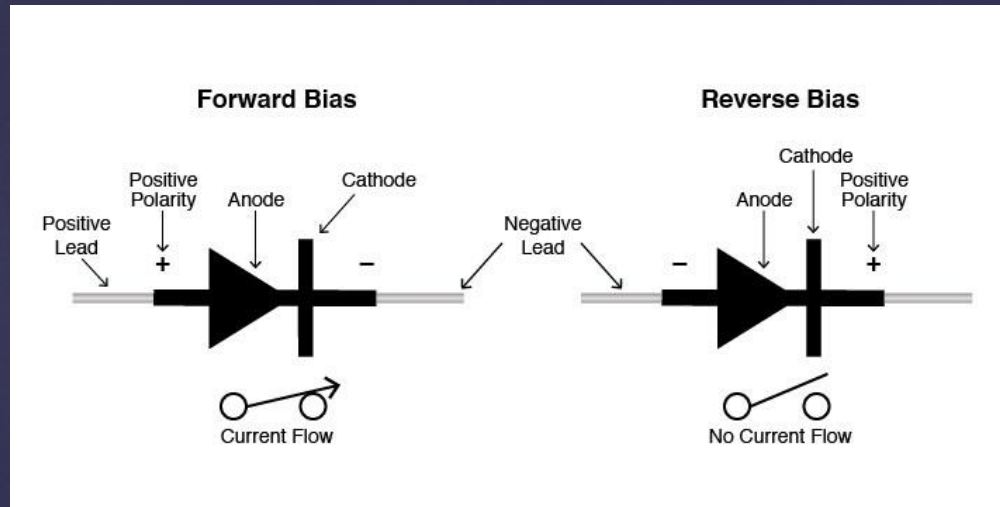 Forward Bias
Positive
Polarity
Anode
Cathode
Positive
Lead
+
−
Current Flow
Negative
Lead
Reverse Bias
Cathode
Anode
Positive
Polarity
−
+
No Current Flow